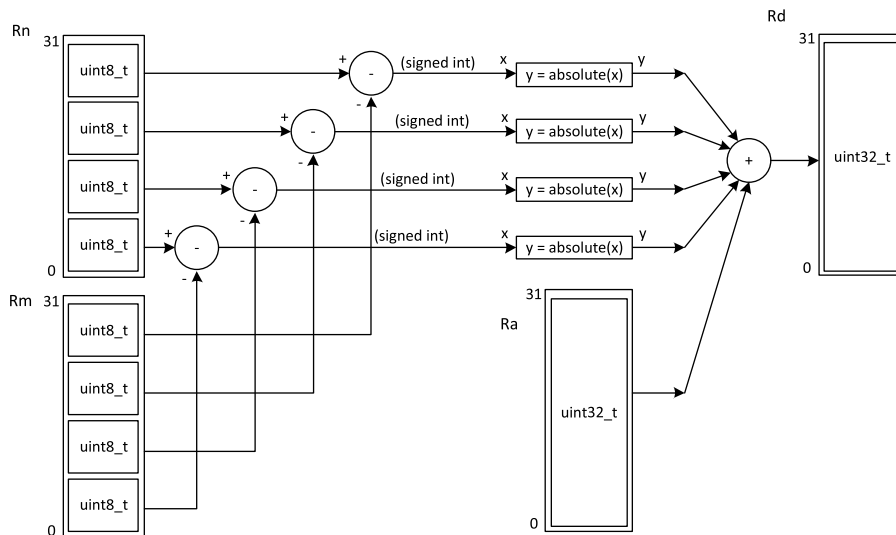 Rn
31
uint8_t
uint8_t
uint8_t
uint8_t
0
Rm
31
uint8_t
uint8_t
uint8_t
uint8_t
0
+
-
-
(signed int)
x
y = absolute(x)
y
+
-
-
(signed int)
x
y = absolute(x)
y
+
-
-
(signed int)
x
y = absolute(x)
y
+
-
-
(signed int)
x
y = absolute(x)
y
Ra
31
uint32_t
0
+
Rd
31
uint32_t
0